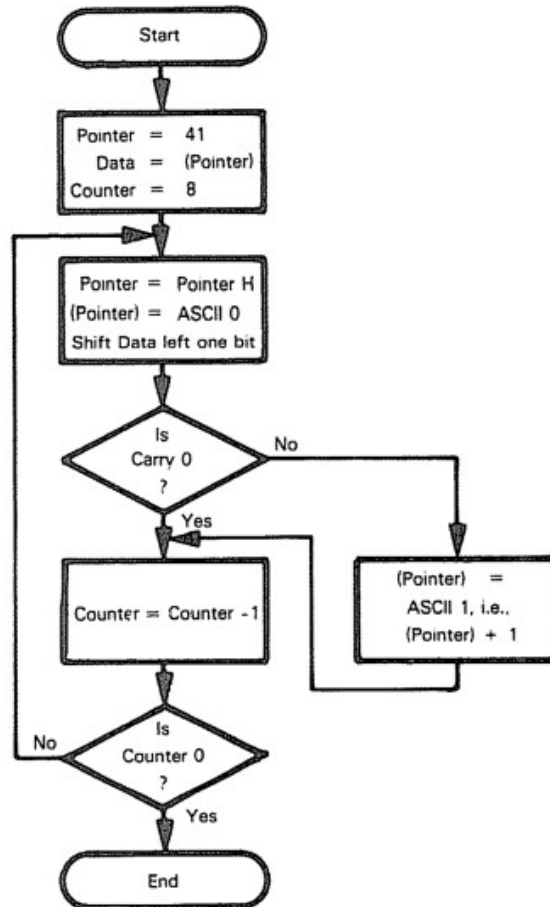 Start
Pointer = 41
Data = (Pointer)
Counter = 8
Pointer = Pointer H
(Pointer) = ASCII 0
Shift Data left one bit
Is
Carry 0
?
No
Yes
(Pointer) =
ASCII 1, i.e.,
(Pointer) + 1
Counter = Counter -1
Is
Counter 0
?
No
Yes
End